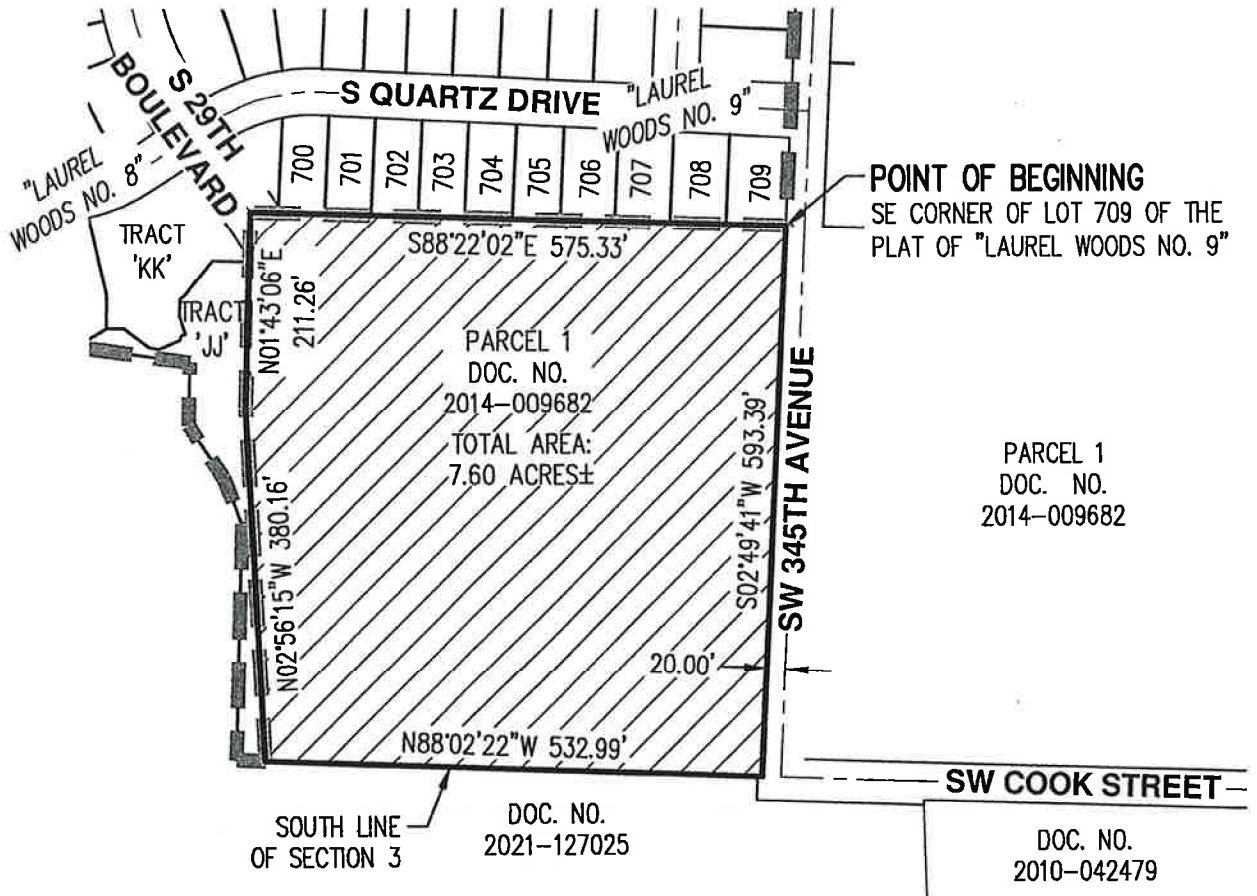 S 29TH
BOULEVARD
S QUARTZ DRIVE
"LAUREL
WOODS NO. 9"
"LAUREL
WOODS NO. 8"
700
701
702
703
704
705
706
707
708
709
POINT OF BEGINNING
SE CORNER OF LOT 709 OF THE
PLAT OF "LAUREL WOODS NO. 9"
TRACT
'KK'
TRACT
'JJ'
S88°22'02"E 575.33'
N01°43'06"E
211.26'
PARCEL 1
DOC. NO.
2014-009682
TOTAL AREA:
7.60 ACRES±
N02°56'15"W 380.16'
S02°49'41"W 593.39'
SW 345TH AVENUE
PARCEL 1
DOC. NO.
2014-009682
20.00'
N88°02'22"W 532.99'
SW COOK STREET
SOUTH LINE
OF SECTION 3
DOC. NO.
2021-127025
DOC. NO.
2010-042479